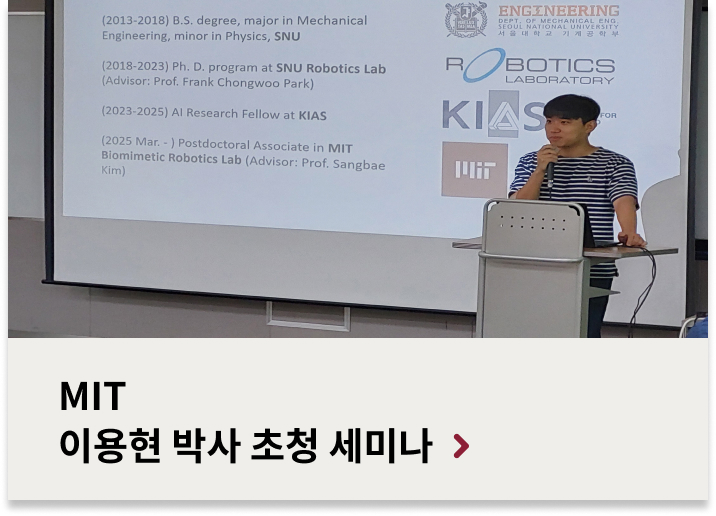 (2013-2018) B.S. degree, major in Mechanical
Engineering, minor in Physics, SNU
(2018-2023) Ph. D. program at SNU Robotics Lab
(Advisor: Prof. Frank Chongwoo Park)
(2023-2025) AI Research Fellow at KIAS
(2025 Mar. - ) Postdoctoral Associate in MIT
Biomimetic Robotics Lab (Advisor: Prof. Sangbae
Kim)
ENGINEERING
DEPT. OF MECHANICAL ENG.
SEOUL NATIONAL UNIVERSITY
서울대학교 기계공학부
ROBOTICS
LABORATORY
KIAS
FOR
MIT
MIT
이용현 박사 초청 세미나